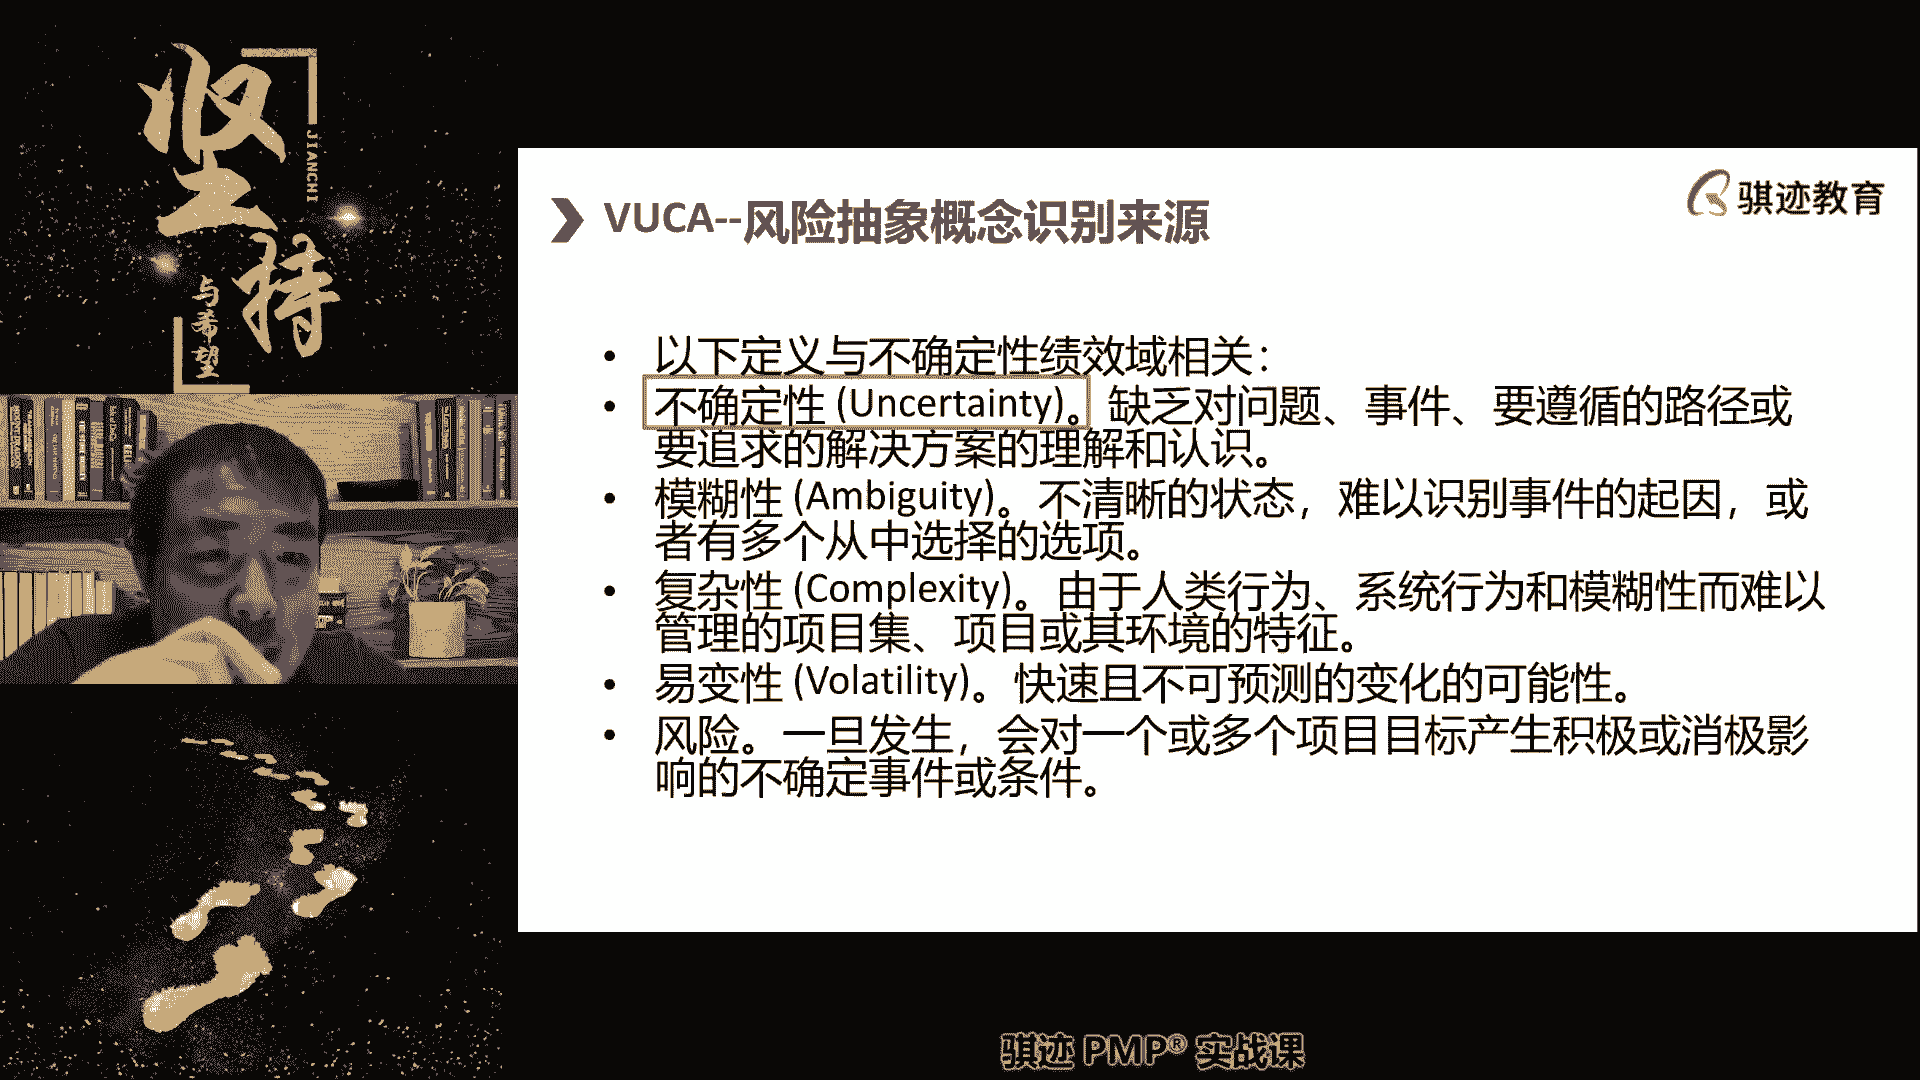 坚持
JIANCHI
与希望
骐迹教育
VUCA--风险抽象概念识别来源
• 以下定义与不确定性绩效域相关：
• 不确定性 (Uncertainty)。缺乏对问题、事件、要遵循的路径或
要追求的解决方案的理解和认识。
• 模糊性 (Ambiguity)。不清晰的状态，难以识别事件的起因，或
者有多个从中选择的选项。
• 复杂性 (Complexity)。由于人类行为、系统行为和模糊性而难以
管理的项目集、项目或其环境的特征。
• 易变性 (Volatility)。快速且不可预测的变化的可能性。
• 风险。一旦发生，会对一个或多个项目目标产生积极或消极影
响的不确定事件或条件。
骐迹 PMP® 实战课